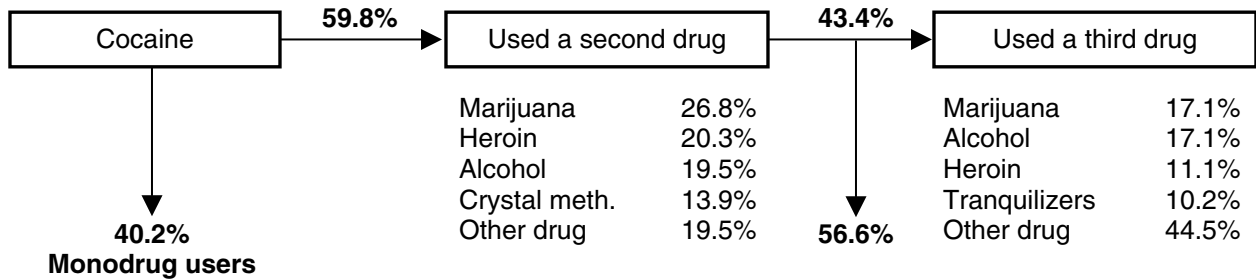 59.8% 43.4%
Cocaine Used a second drug Used a third drug
Marijuana 26.8% Marijuana 17.1%
Heroin 20.3% Alcohol 17.1%
Alcohol 19.5% Heroin 11.1%
Crystal meth. 13.9% Tranquilizers 10.2%
Other drug 19.5% Other drug 44.5%
40.2% 56.6%
Monodrug users